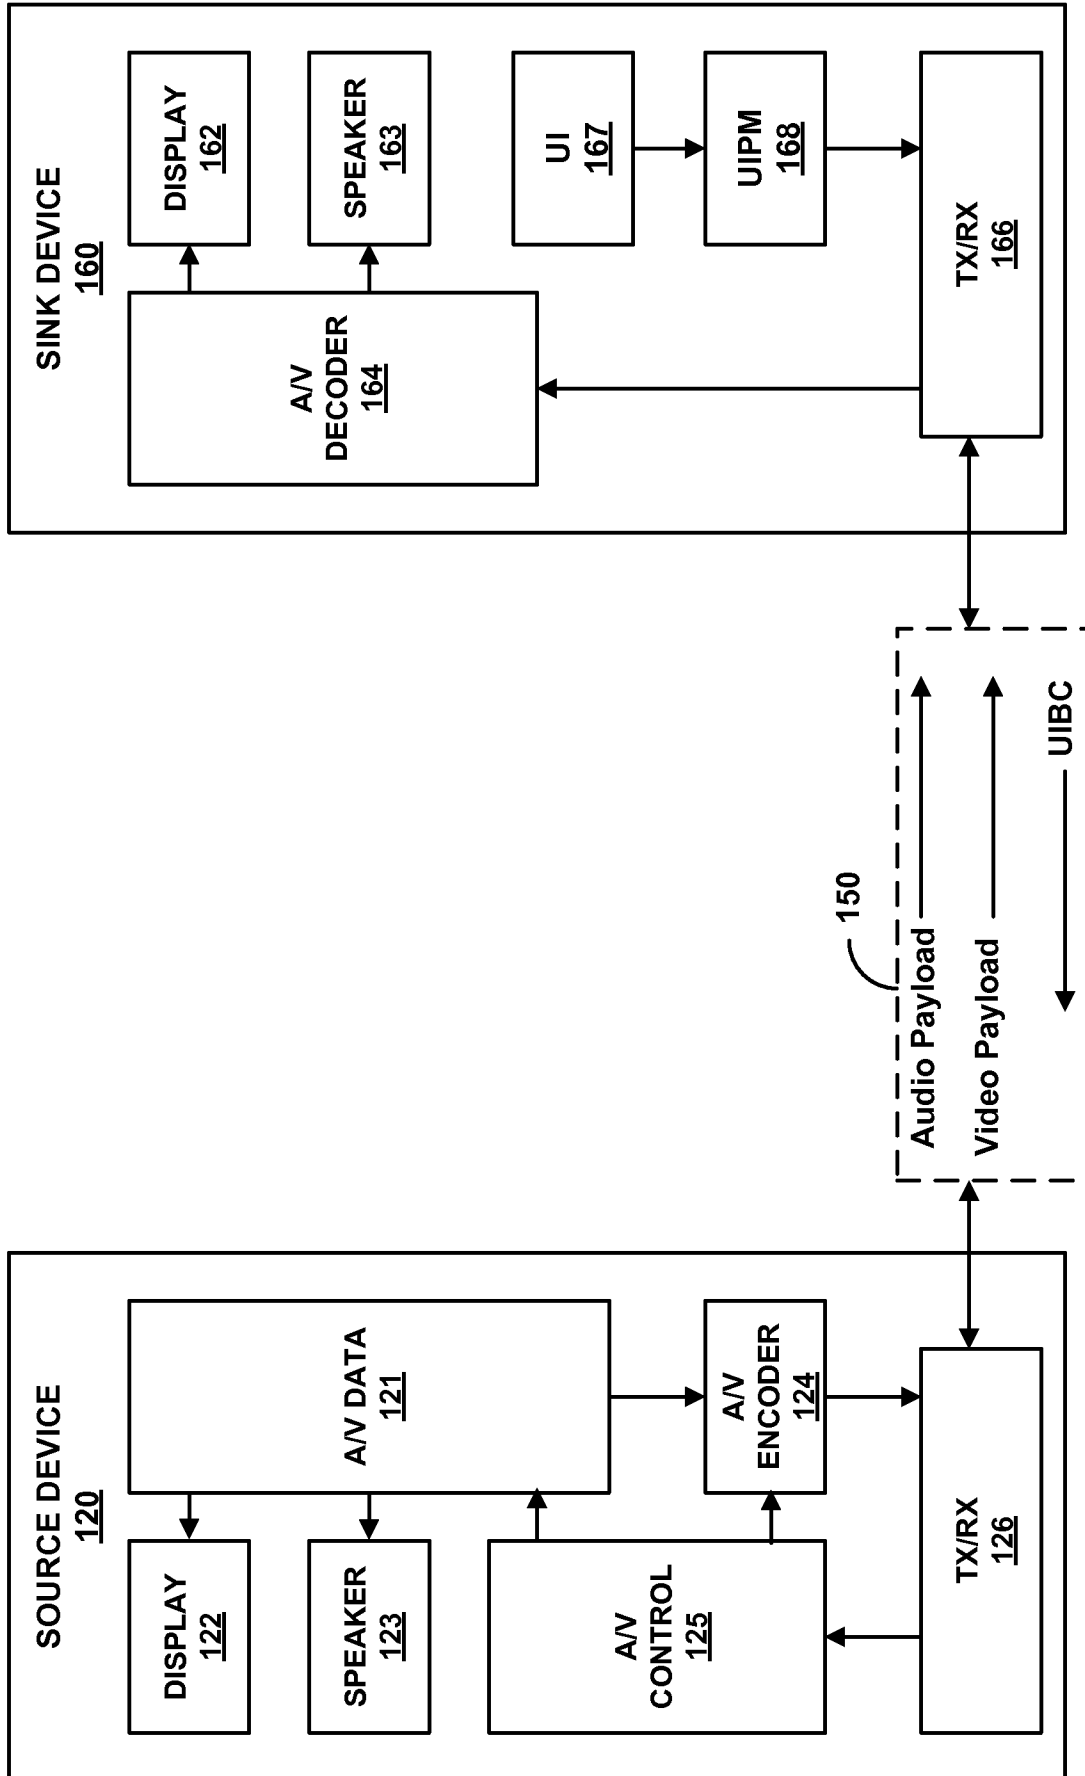 SOURCE DEVICE
120
DISPLAY
122
SPEAKER
123
A/V DATA
121
A/V
CONTROL
125
A/V
ENCODER
124
TX/RX
126
150
Audio Payload
Video Payload
UIBC
SINK DEVICE
160
A/V
DECODER
164
DISPLAY
162
SPEAKER
163
UI
167
UIPM
168
TX/RX
166